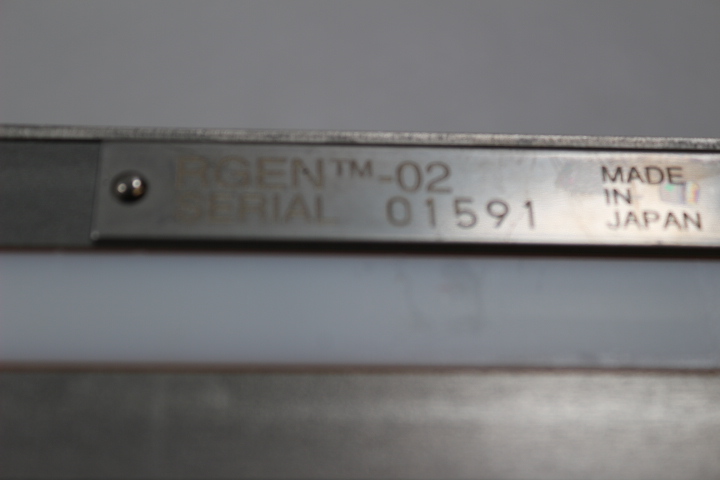 RGEN™-02
SERIAL 01591
MADE
IN
JAPAN